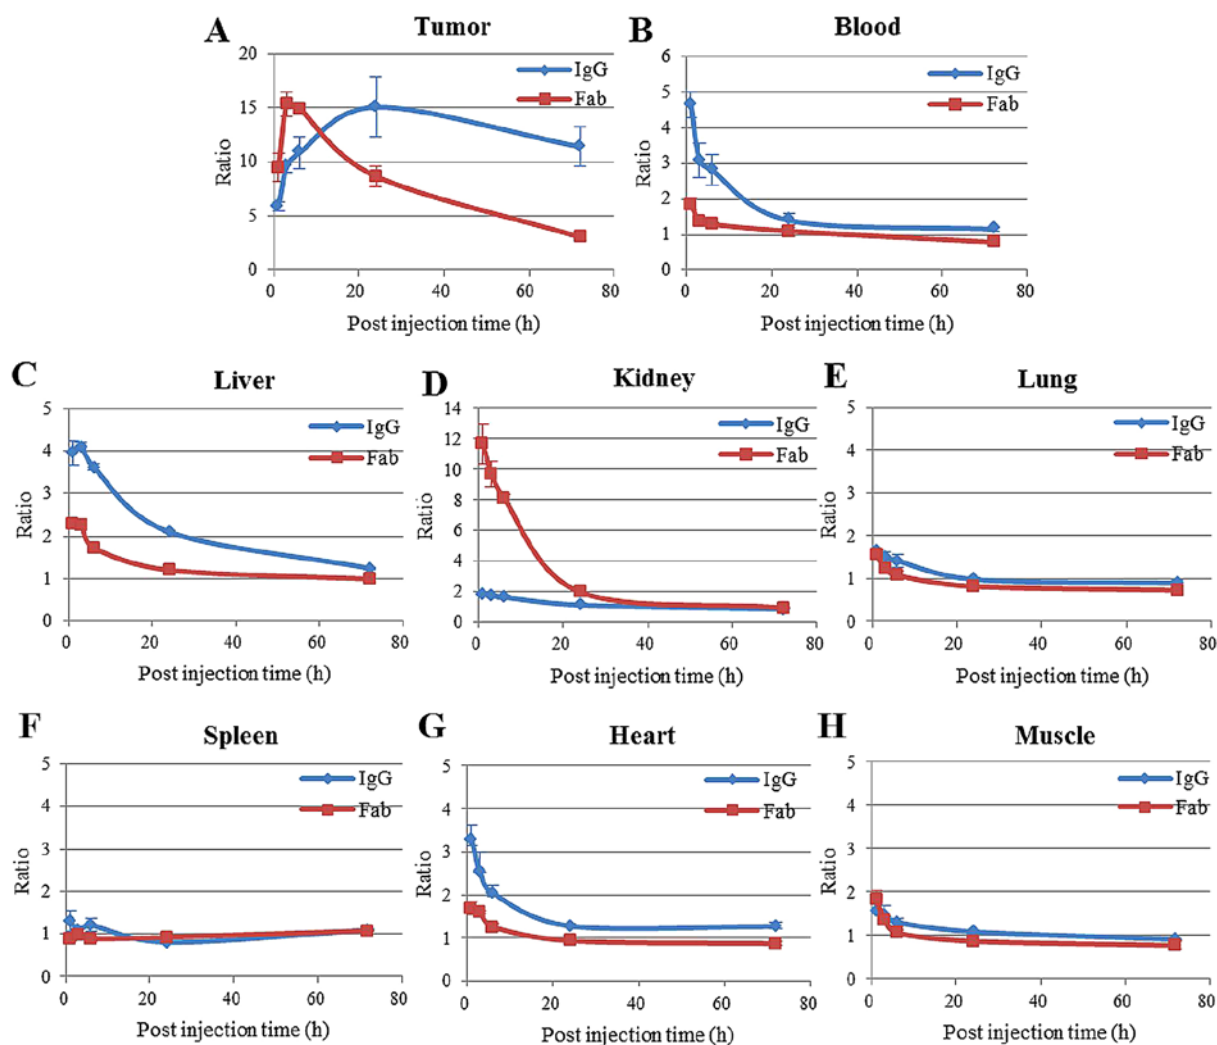 A Tumor
20
15
10
5
0
Ratio
IgG
Fab
0 20 40 60 80
Post injection time (h)
B Blood
6
5
4
3
2
1
0
Ratio
IgG
Fab
0 20 40 60 80
Post injection time (h)
C Liver
5
4
3
2
1
0
Ratio
IgG
Fab
0 20 40 60 80
Post injection time (h)
D Kidney
14
12
10
8
6
4
2
0
Ratio
IgG
Fab
0 20 40 60 80
Post injection time (h)
E Lung
5
4
3
2
1
0
Ratio
IgG
Fab
0 20 40 60 80
Post injection time (h)
F Spleen
5
4
3
2
1
0
Ratio
IgG
Fab
0 20 40 60 80
Post injection time (h)
G Heart
5
4
3
2
1
0
Ratio
IgG
Fab
0 20 40 60 80
Post injection time (h)
H Muscle
5
4
3
2
1
0
Ratio
IgG
Fab
0 20 40 60 80
Post injection time (h)